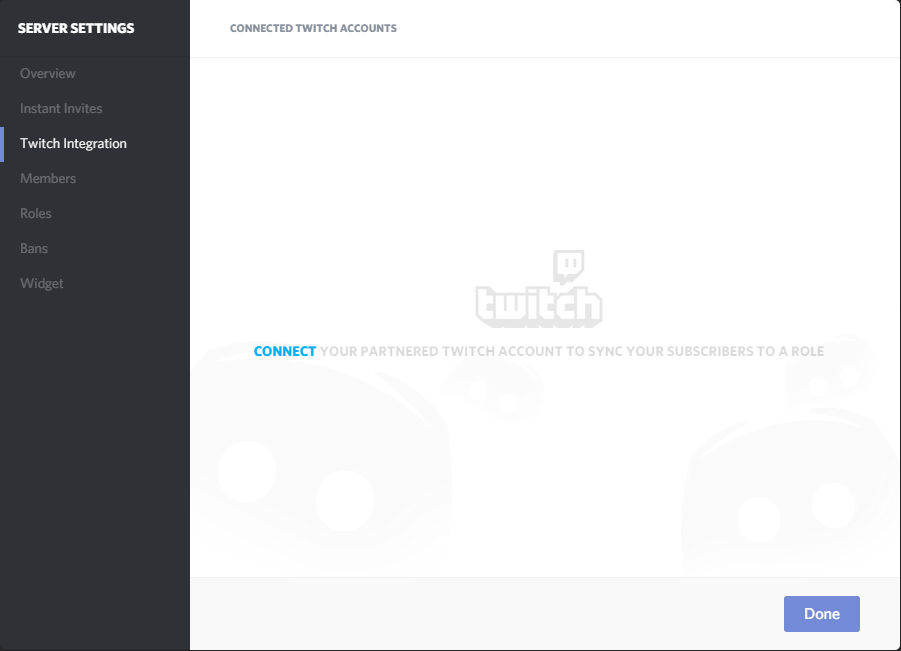 SERVER SETTINGS
Overview
Instant Invites
Twitch Integration
Members
Roles
Bans
Widget
CONNECTED TWITCH ACCOUNTS
twitch
CONNECT YOUR PARTNERED TWITCH ACCOUNT TO SYNC YOUR SUBSCRIBERS TO A ROLE
Done